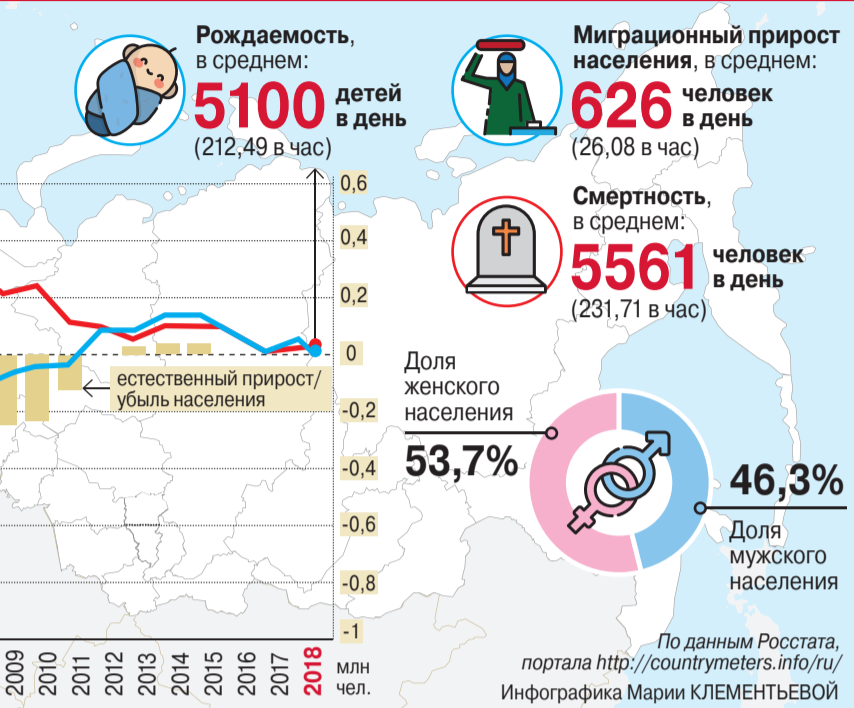 Рождаемость,
в среднем:
5100 детей
в день
(212,49 в час)
Миграционный прирост
населения, в среднем:
626 человек
в день
(26,08 в час)
Смертность,
в среднем:
5561 человек
в день
(231,71 в час)
0,6
0,4
0,2
0
-0,2
-0,4
-0,6
-0,8
-1
млн
чел.
естественный прирост/
убыль населения
2009
2010
2011
2012
2013
2014
2015
2016
2017
2018
Доля
женского
населения
53,7%
46,3%
Доля
мужского
населения
По данным Росстата,
портала http://countrymeters.info/ru/
Инфографика Марии КЛЕМЕНТЬЕВОЙ